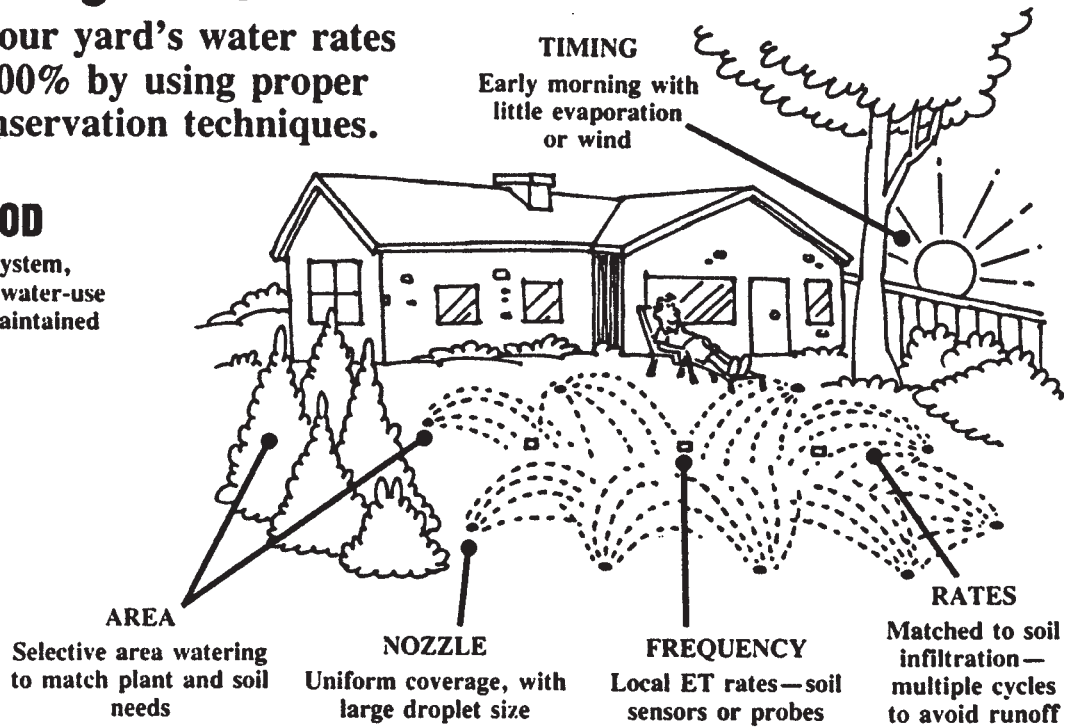 our yard's water rates
00% by using proper
nservation techniques.
OD
ystem,
water-use
aintained
TIMING
Early morning with
little evaporation
or wind
AREA
Selective area watering
to match plant and soil
needs
NOZZLE
Uniform coverage, with
large droplet size
FREQUENCY
Local ET rates—soil
sensors or probes
RATES
Matched to soil
infiltration—
multiple cycles
to avoid runoff